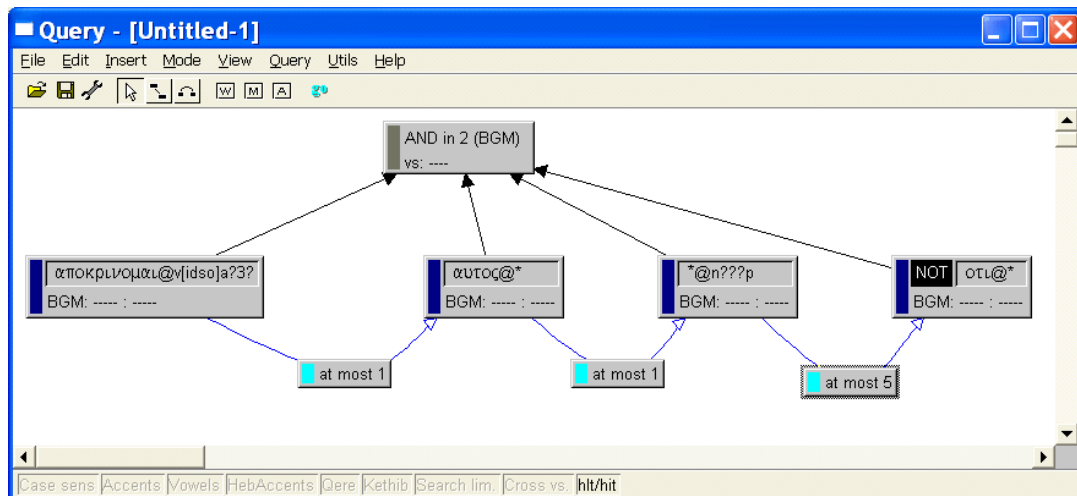 Query - [Untitled-1]
File Edit Insert Mode View Query Utils Help
W M A go
AND in 2 (BGM)
vs: ----
αποκρινομαι@v[idso]a?3?
BGM: ----- : -----
αυτος@*
BGM: ----- : -----
*@n???p
BGM: ----- : -----
NOT οτι@*
BGM: ----- : -----
at most 1
at most 1
at most 5
Case sens Accents Vowels HebAccents Qere Kethib Search lim. Cross vs. hlt/hit